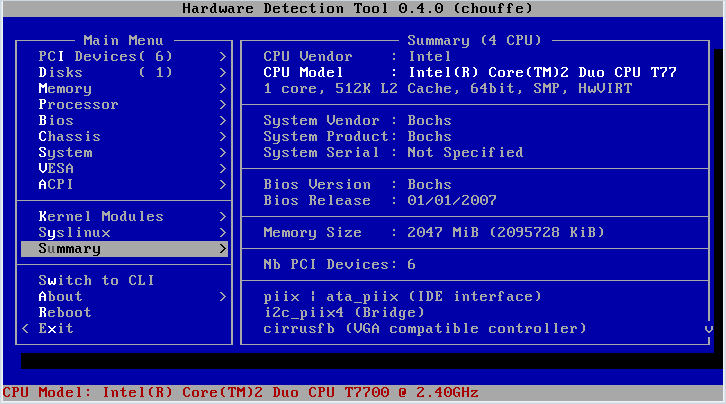 Hardware Detection Tool 0.4.0 (chouffe)
Main Menu
PCI Devices( 6) >
Disks ( 1) >
Memory >
Processor >
Bios >
Chassis >
System >
VESA >
ACPI >
Kernel Modules >
Syslinux >
Summary >
Switch to CLI
About >
Reboot
< Exit
Summary (4 CPU)
CPU Vendor : Intel
CPU Model : Intel(R) Core(TM)2 Duo CPU T77
1 core, 512K L2 Cache, 64bit, SMP, HwVIRT
System Vendor : Bochs
System Product: Bochs
System Serial : Not Specified
Bios Version : Bochs
Bios Release : 01/01/2007
Memory Size : 2047 MiB (2095728 KiB)
Nb PCI Devices: 6
piix | ata_piix (IDE interface)
i2c_piix4 (Bridge)
cirrusfb (VGA compatible controller) v
CPU Model: Intel(R) Core(TM)2 Duo CPU T7700 @ 2.40GHz